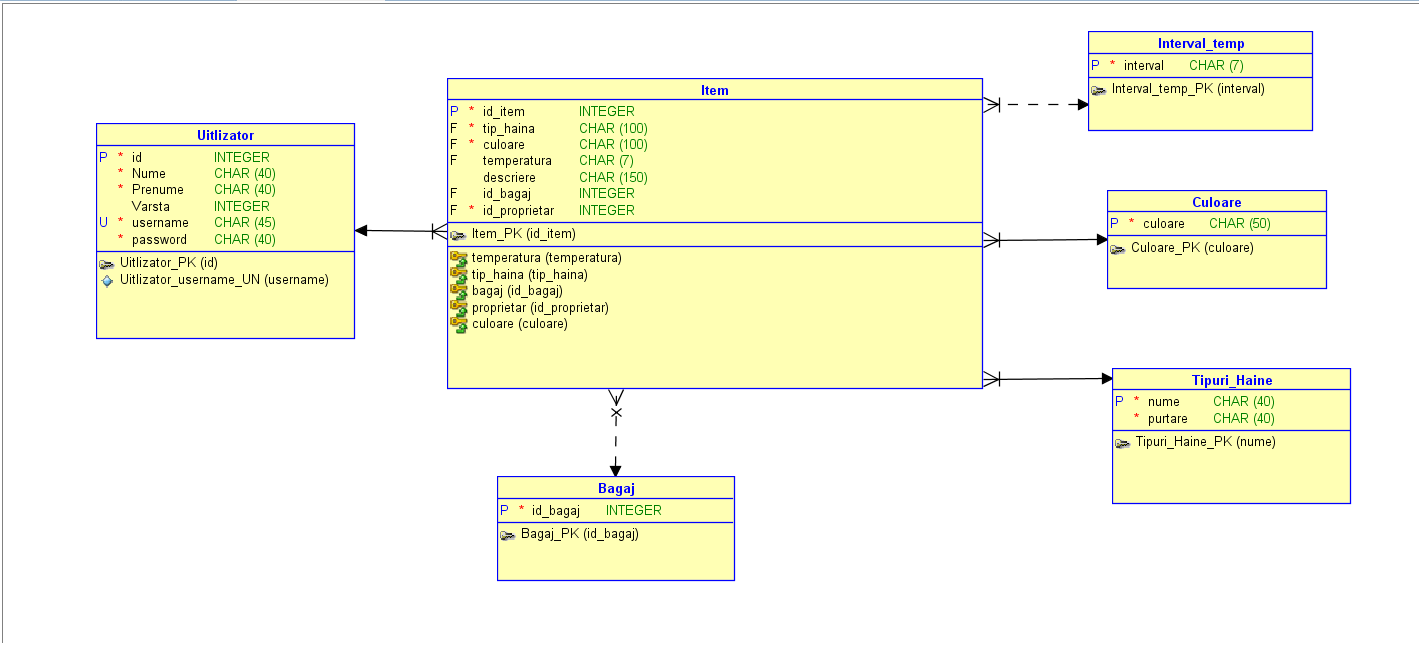 Uitlizator
P * id INTEGER
* Nume CHAR (40)
* Prenume CHAR (40)
Varsta INTEGER
U * username CHAR (45)
* password CHAR (40)
Uitlizator_PK (id)
Uitlizator_username_UN (username)
Item
P * id_item INTEGER
F * tip_haina CHAR (100)
F * culoare CHAR (100)
F temperatura CHAR (7)
descriere CHAR (150)
F id_bagaj INTEGER
F * id_proprietar INTEGER
Item_PK (id_item)
temperatura (temperatura)
tip_haina (tip_haina)
bagaj (id_bagaj)
proprietar (id_proprietar)
culoare (culoare)
Interval_temp
P * interval CHAR (7)
Interval_temp_PK (interval)
Culoare
P * culoare CHAR (50)
Culoare_PK (culoare)
Tipuri_Haine
P * nume CHAR (40)
* purtare CHAR (40)
Tipuri_Haine_PK (nume)
Bagaj
P * id_bagaj INTEGER
Bagaj_PK (id_bagaj)